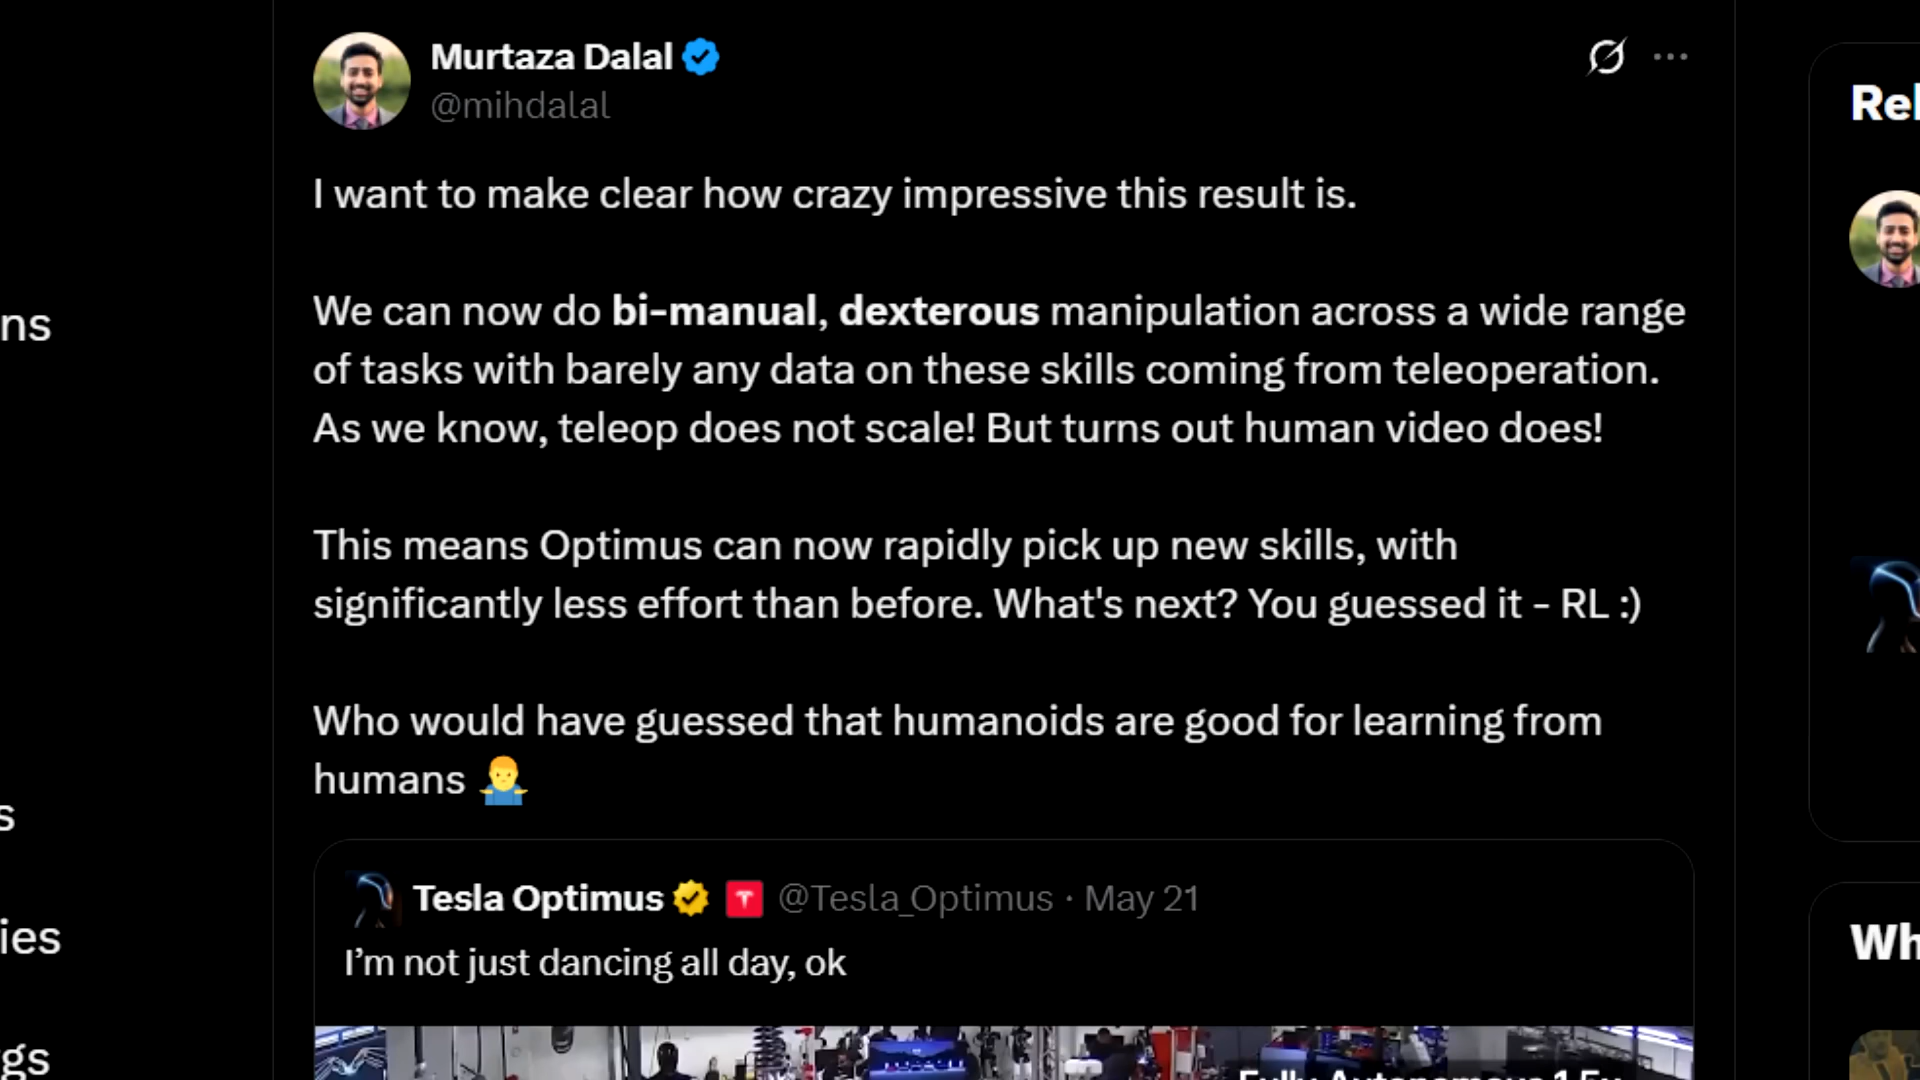 Murtaza Dalal
@mihdalal
I want to make clear how crazy impressive this result is.
We can now do bi-manual, dexterous manipulation across a wide range
of tasks with barely any data on these skills coming from teleoperation.
As we know, teleop does not scale! But turns out human video does!
This means Optimus can now rapidly pick up new skills, with
significantly less effort than before. What's next? You guessed it - RL :)
Who would have guessed that humanoids are good for learning from
humans 🤷‍♂️
Tesla Optimus @Tesla_Optimus · May 21
I’m not just dancing all day, ok
Fully Autonomous 1.5x
ns
s
ies
gs
Rel
Wh